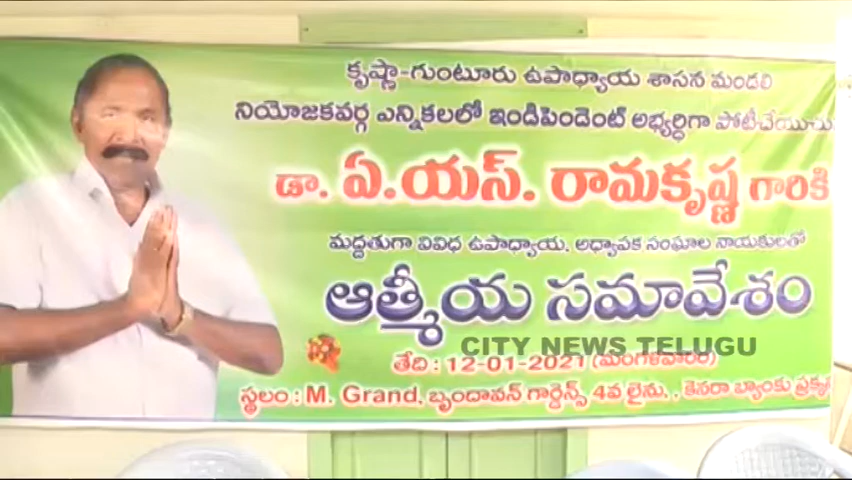 కృష్ణా-గుంటూరు ఉపాధ్యాయ శాసన మండలి
నియోజకవర్గ ఎన్నికలలో ఇండిపెండెంట్ అభ్యర్థిగా పోటీచేయుచు
డా. ఏ.యస్. రామకృష్ణ గారికి
మద్దతుగా వివిధ ఉపాధ్యాయ, అధ్యాపక సంఘాల నాయకులతో
ఆత్మీయ సమావేశం
CITY NEWS TELUGU
తేది : 12-01-2021 (మంగళవారం)
స్థలం : M. Grand, బృందావన్ గార్డెన్స్ 4వ లైను, , కెనరా బ్యాంకు ప్రక్క